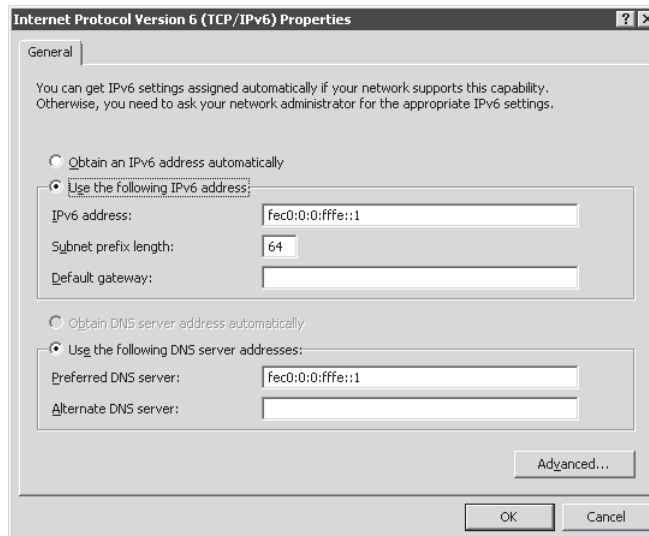 Internet Protocol Version 6 (TCP/IPv6) Properties
General
You can get IPv6 settings assigned automatically if your network supports this capability.
Otherwise, you need to ask your network administrator for the appropriate IPv6 settings.
Obtain an IPv6 address automatically
Use the following IPv6 address:
IPv6 address: fec0:0:0:fffe::1
Subnet prefix length: 64
Default gateway:
Obtain DNS server address automatically
Use the following DNS server addresses:
Preferred DNS server: fec0:0:0:fffe::1
Alternate DNS server:
Advanced...
OK Cancel